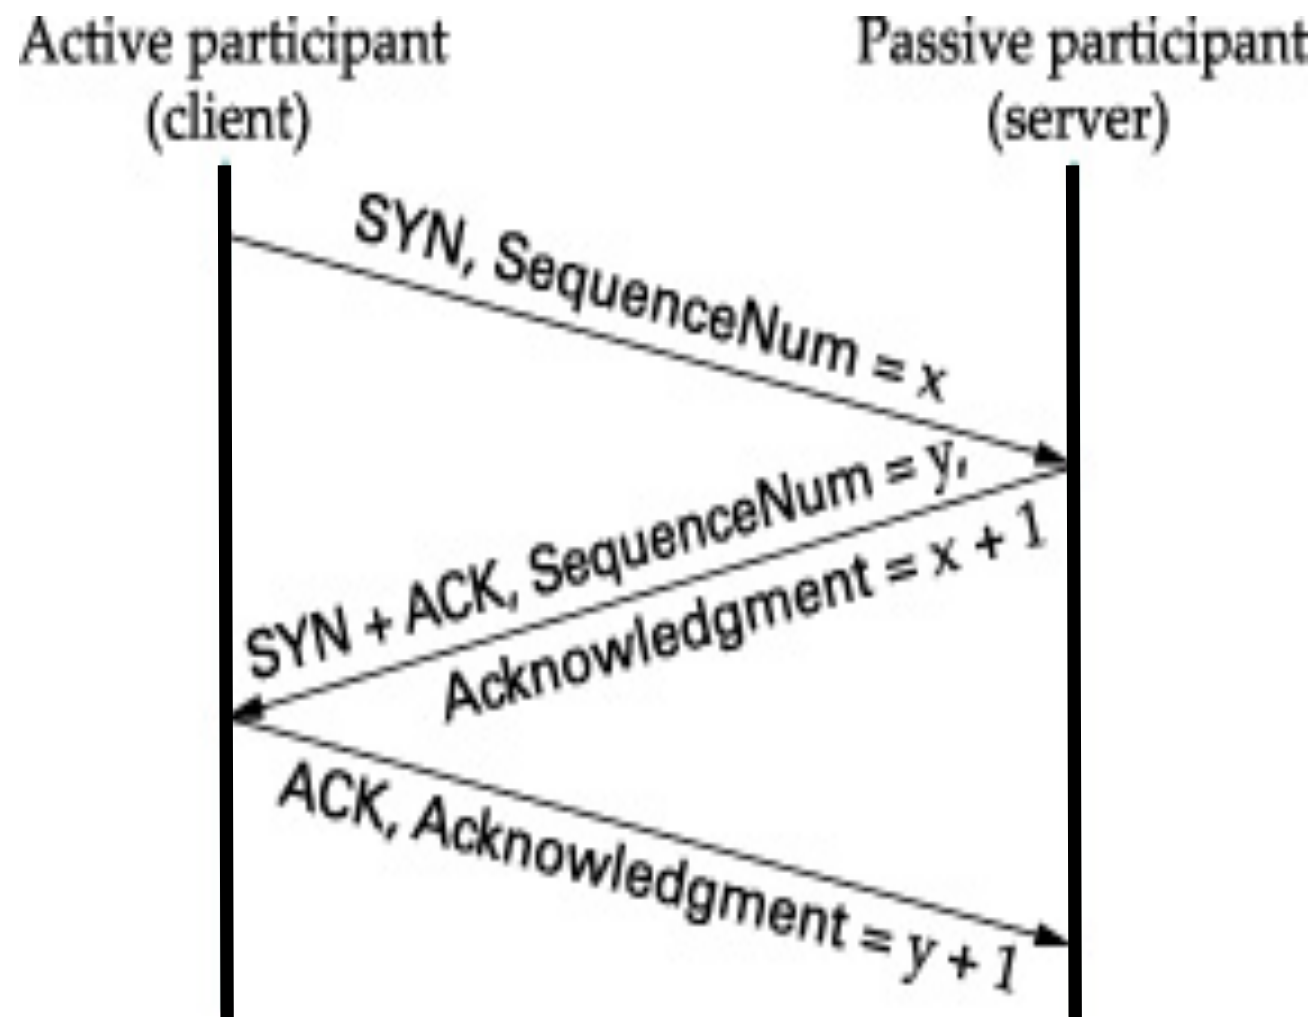 Active participant
(client)
Passive participant
(server)
SYN, SequenceNum = x
SYN + ACK, SequenceNum = y,
Acknowledgment = x + 1
ACK, Acknowledgment = y + 1